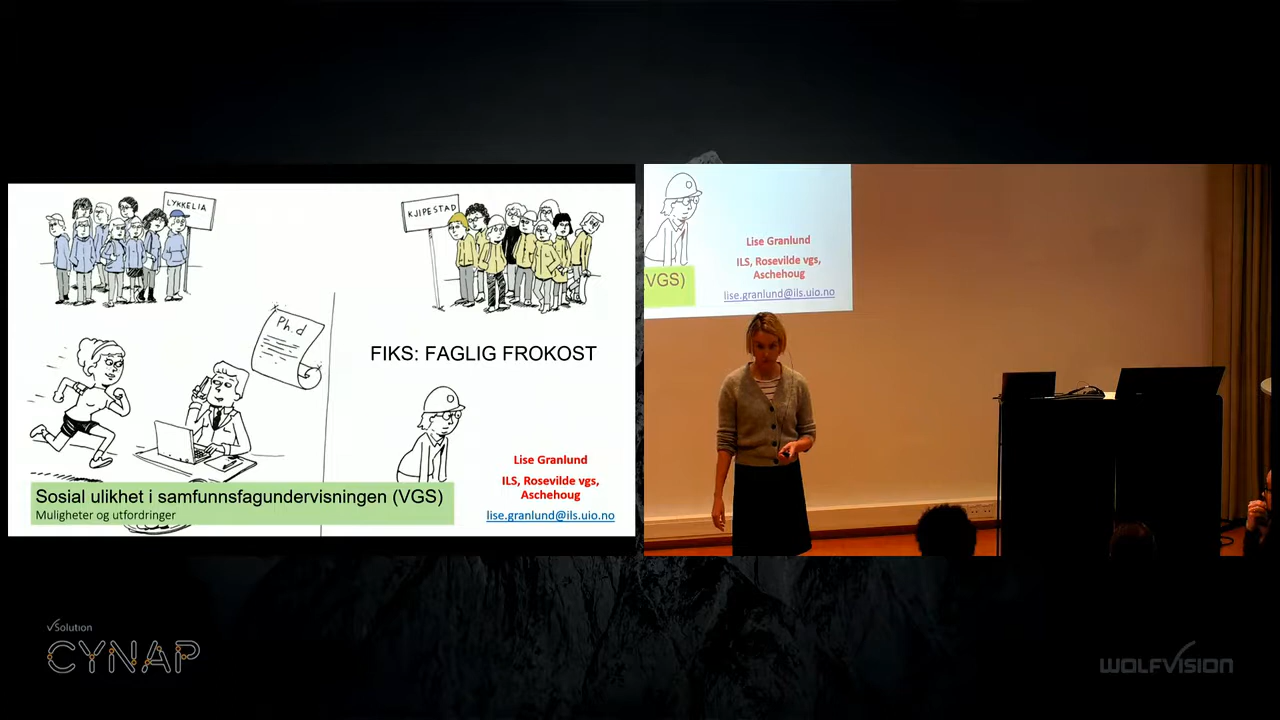 LYKKELIA
KJIPESTAD
Ph.d
FIKS: FAGLIG FROKOST
Lise Granlund
ILS, Rosevilde vgs,
Aschehoug
lise.granlund@ils.uio.no
Sosial ulikhet i samfunnsfagundervisningen (VGS)
Muligheter og utfordringer
VGS)
Lise Granlund
ILS, Rosevilde vgs,
Aschehoug
lise.granlund@ils.uio.no
vSolution
CYNAP
WOLFVISION